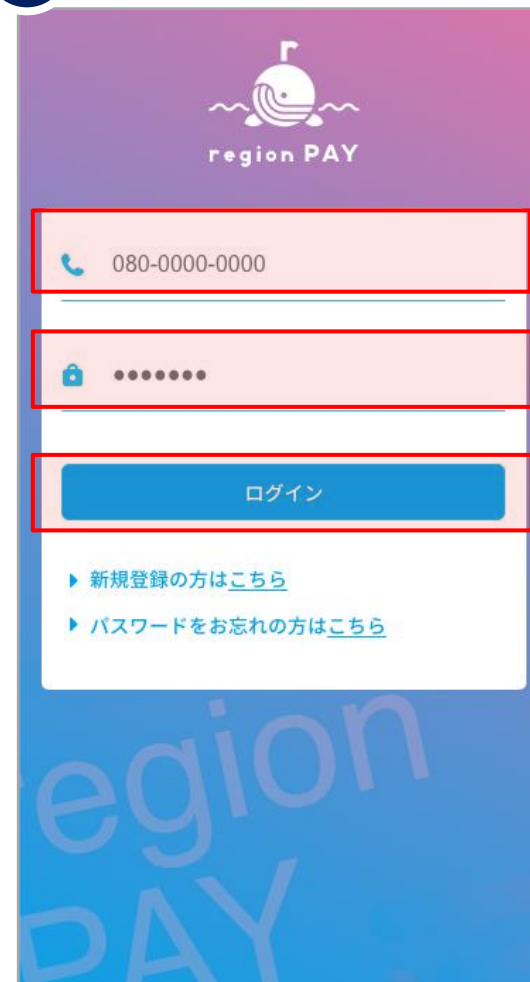 r
region PAY
080-0000-0000
•••••••
ログイン
新規登録の方はこちら
パスワードをお忘れの方はこちら
region
PAY